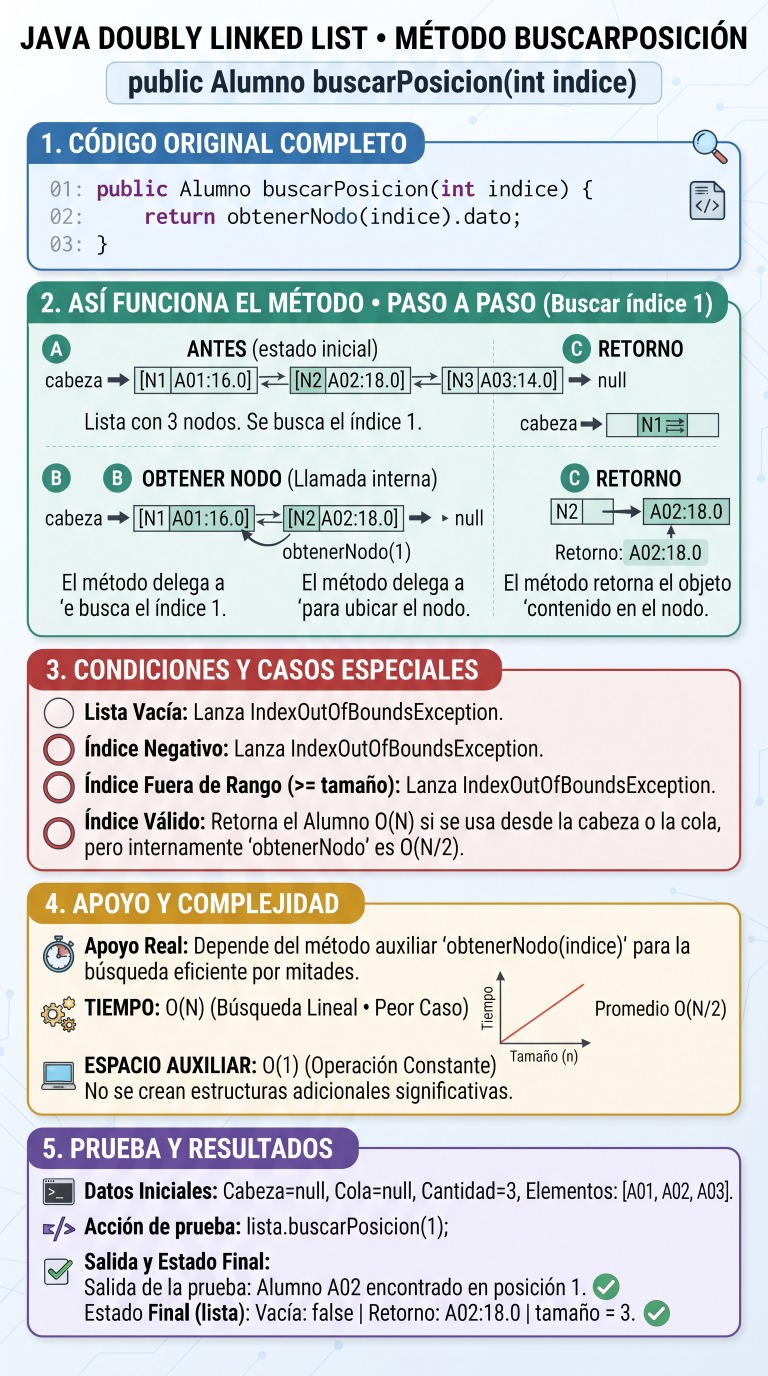 JAVA DOUBLY LINKED LIST • MÉTODO BUSCARPOSICIÓN
public Alumno buscarPosicion(int indice)
1. CÓDIGO ORIGINAL COMPLETO
01: public Alumno buscarPosicion(int indice) {
02: return obtenerNodo(indice).dato;
03: }
2. ASÍ FUNCIONA EL MÉTODO • PASO A PASO (Buscar índice 1)
A ANTES (estado inicial)
cabeza → [N1|A01:16.0] ⇄ [N2|A02:18.0] ⇄ [N3|A03:14.0] → null
Lista con 3 nodos. Se busca el índice 1.
C RETORNO
cabeza → N1
B B OBTENER NODO (Llamada interna)
cabeza → [N1|A01:16.0] ⇄ [N2|A02:18.0] → ▸ null
obtenerNodo(1)
El método delega a
‘e busca el índice 1.
El método delega a
‘para ubicar el nodo.
C RETORNO
N2 → A02:18.0
Retorno: A02:18.0
El método retorna el objeto
‘contenido en el nodo.
3. CONDICIONES Y CASOS ESPECIALES
Lista Vacía: Lanza IndexOutOfBoundsException.
Índice Negativo: Lanza IndexOutOfBoundsException.
Índice Fuera de Rango (>= tamaño): Lanza IndexOutOfBoundsException.
Índice Válido: Retorna el Alumno O(N) si se usa desde la cabeza o la cola,
pero internamente ‘obtenerNodo’ es O(N/2).
4. APOYO Y COMPLEJIDAD
Apoyo Real: Depende del método auxiliar ‘obtenerNodo(indice)’ para la
búsqueda eficiente por mitades.
TIEMPO: O(N) (Búsqueda Lineal • Peor Caso)
Tiempo
Tamaño (n)
Promedio O(N/2)
ESPACIO AUXILIAR: O(1) (Operación Constante)
No se crean estructuras adicionales significativas.
5. PRUEBA Y RESULTADOS
Datos Iniciales: Cabeza=null, Cola=null, Cantidad=3, Elementos: [A01, A02, A03].
Acción de prueba: lista.buscarPosicion(1);
Salida y Estado Final:
Salida de la prueba: Alumno A02 encontrado en posición 1.
Estado Final (lista): Vacía: false | Retorno: A02:18.0 | tamaño = 3.